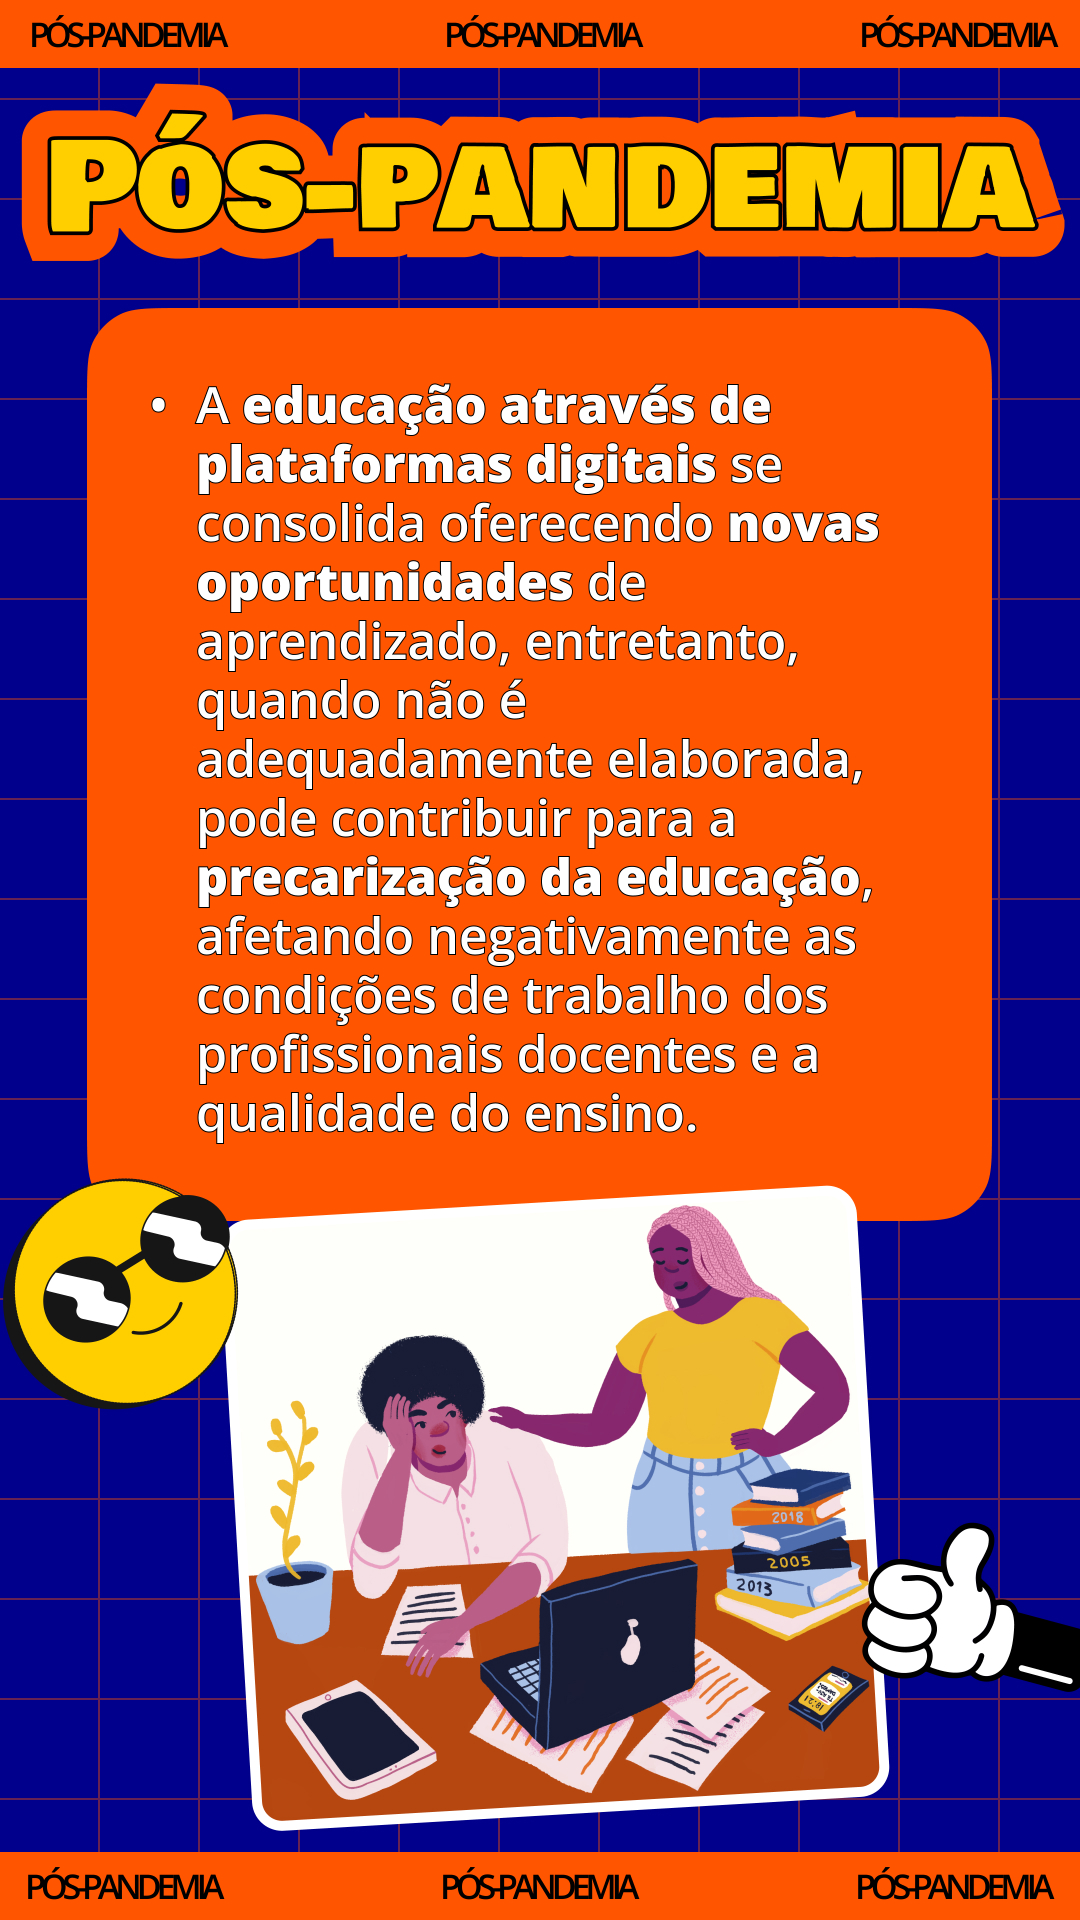 PÓS-PANDEMIA PÓS-PANDEMIA PÓS-PANDEMIA
PÓS-PANDEMIA
• A educação através de
plataformas digitais se
consolida oferecendo novas
oportunidades de
aprendizado, entretanto,
quando não é
adequadamente elaborada,
pode contribuir para a
precarização da educação,
afetando negativamente as
condições de trabalho dos
profissionais docentes e a
qualidade do ensino.
2018
2005
2013
PÓS-PANDEMIA PÓS-PANDEMIA PÓS-PANDEMIA